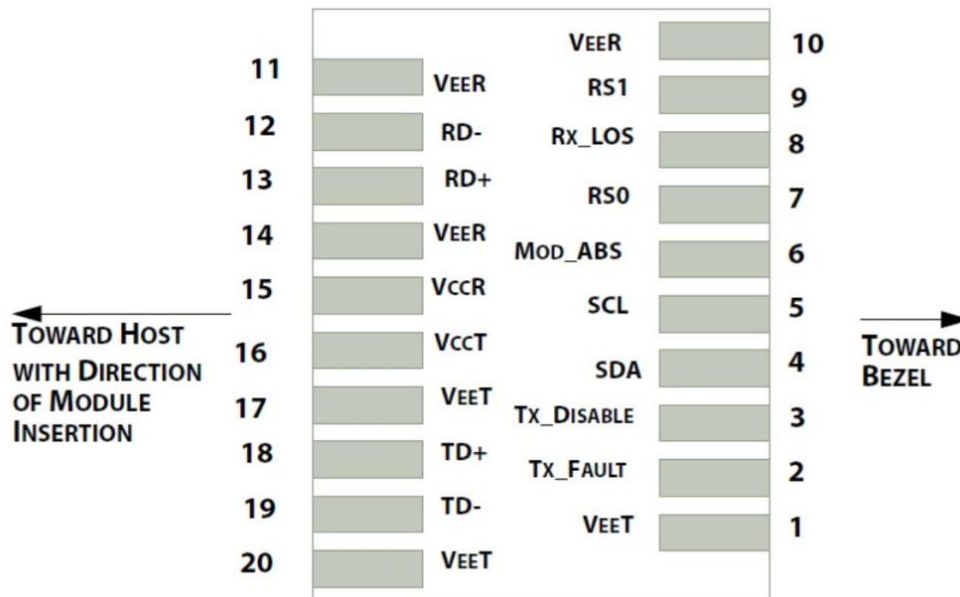 11 VEER
12 RD-
13 RD+
14 VEER
15 VCCR
16 VCCT
17 VEET
18 TD+
19 TD-
20 VEET
VEER 10
RS1 9
RX_LOS 8
RS0 7
MOD_ABS 6
SCL 5
SDA 4
TX_DISABLE 3
TX_FAULT 2
VEET 1
TOWARD HOST
WITH DIRECTION
OF MODULE
INSERTION
TOWARD
BEZEL